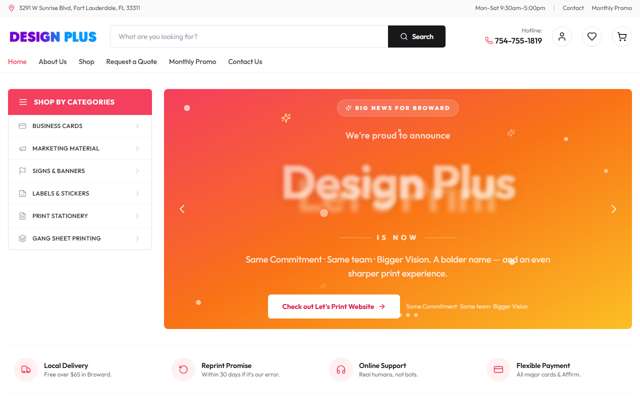 3291 W Sunrise Blvd, Fort Lauderdale, FL 33311
Mon-Sat 9:30am-5:00pm
Contact
Monthly Promo
DESIGN PLUS
What are you looking for?
Search
Hotline:
754-755-1819
Home
About Us
Shop
Request a Quote
Monthly Promo
Contact Us
SHOP BY CATEGORIES
BUSINESS CARDS
MARKETING MATERIAL
SIGNS & BANNERS
LABELS & STICKERS
PRINT STATIONERY
GANG SHEET PRINTING
BIG NEWS FOR BROWARD
We're proud to announce
Design Plus
Let's Print
IS NOW
Same Commitment · Same team · Bigger Vision. A bolder name — and an even
sharper print experience.
Check out Let's Print Website
Same Commitment · Same team · Bigger Vision
Local Delivery
Free over $65 in Broward.
Reprint Promise
Within 30 days if it's our error.
Online Support
Real humans, not bots.
Flexible Payment
All major cards & Affirm.